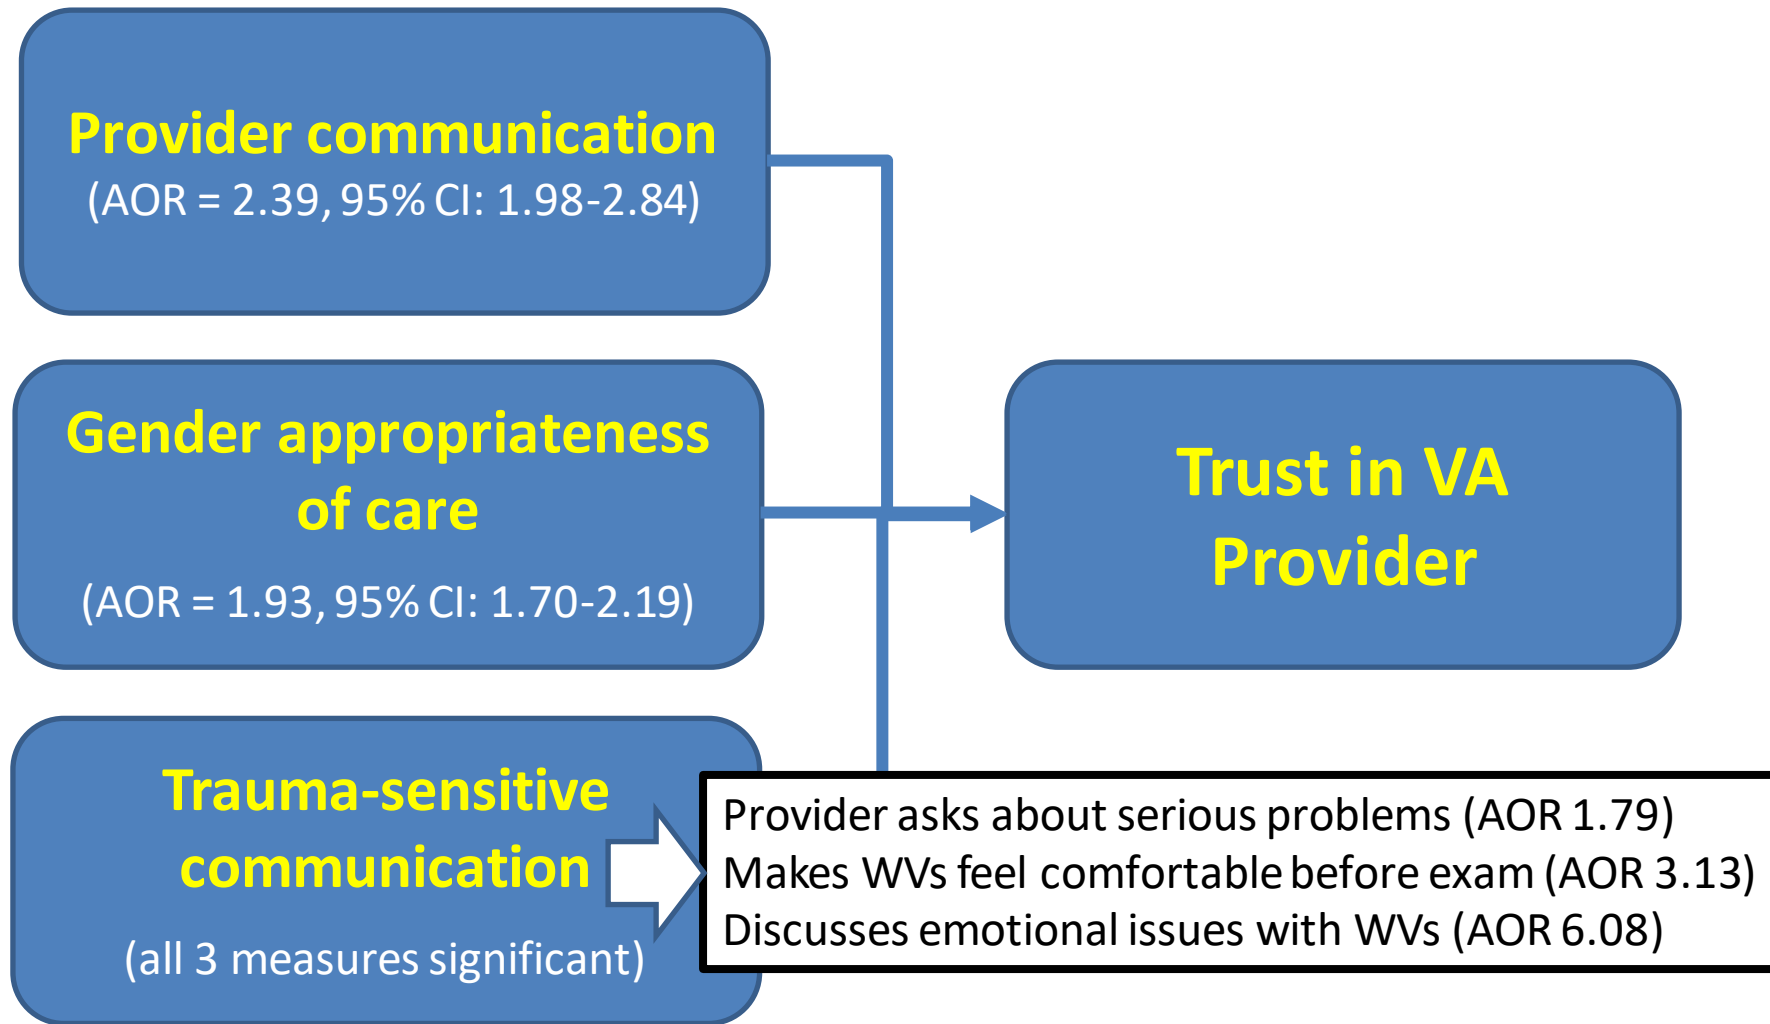 Provider communication
(AOR = 2.39, 95% CI: 1.98-2.84)
Gender appropriateness
of care
(AOR = 1.93, 95% CI: 1.70-2.19)
Trauma-sensitive
communication
(all 3 measures significant)
Provider asks about serious problems (AOR 1.79)
Makes WVs feel comfortable before exam (AOR 3.13)
Discusses emotional issues with WVs (AOR 6.08)
Trust in VA
Provider